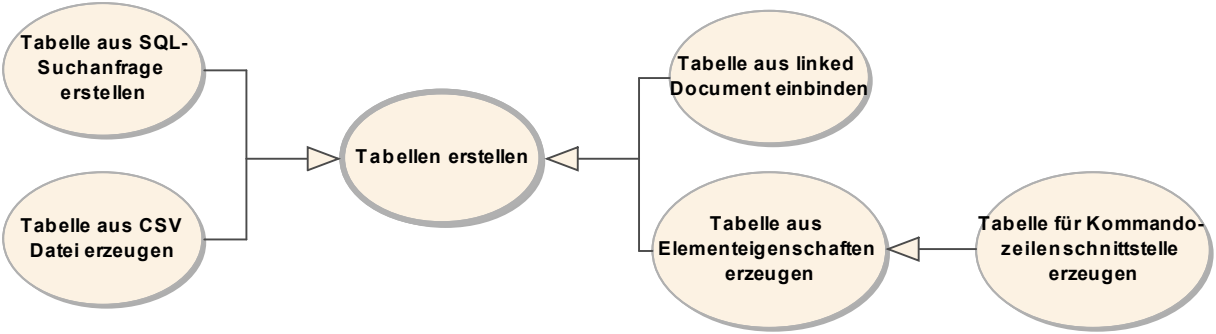 Tabelle aus SQL-
Suchanfrage
erstellen
Tabelle aus CSV
Datei erzeugen
Tabellen erstellen
Tabelle aus linked
Document einbinden
Tabelle aus
Elementeigenschaften
erzeugen
Tabelle für Kommando-
zeilenschnittstelle
erzeugen